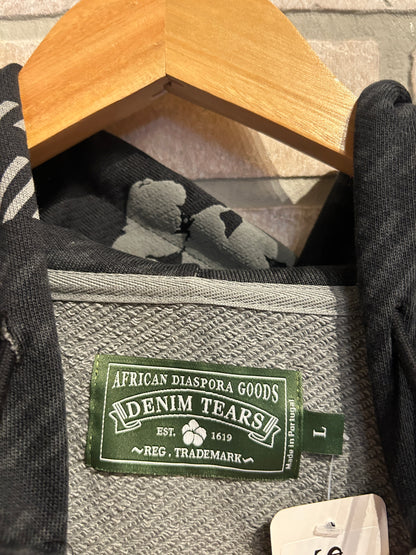 AFRICAN DIASPORA GOODS
DENIM TEARS
EST. 1619
~REG. TRADEMARK~
Made in Portugal
L